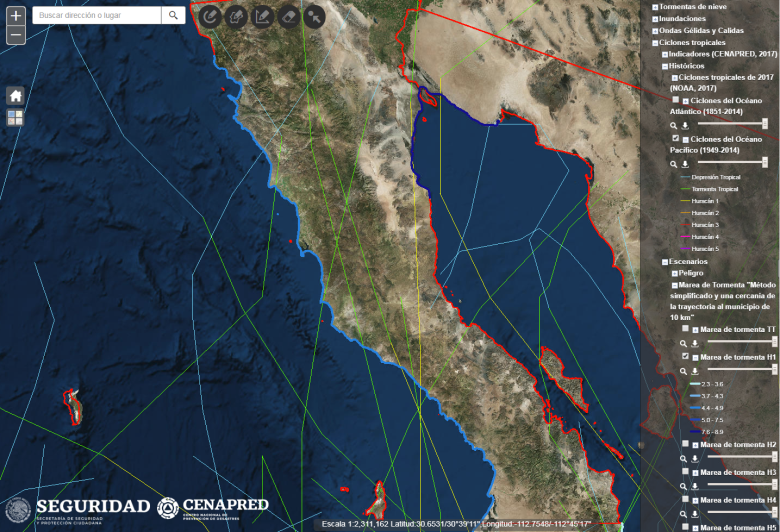 Buscar dirección o lugar
Tormentas de nieve
Inundaciones
Ondas Gélidas y Calidas
Ciclones tropicales
Indicadores (CENAPRED, 2017)
Históricos
Ciclones tropicales de 2017
(NOAA, 2017)
Ciclones del Océano
Atlántico (1851-2014)
Ciclones del Océano
Pacífico (1949-2014)
Depresión Tropical
Tormenta Tropical
Huracán 1
Huracán 2
Huracán 3
Huracán 4
Huracán 5
Escenarios
Peligro
Marea de Tormenta "Método
simplificado y una cercanía de
la trayectoria al municipio de
10 km"
Marea de tormenta TT
Marea de tormenta H1
2.3 - 3.6
3.7 - 4.3
4.4 - 4.9
5.0 - 7.5
7.6 - 8.9
Marea de tormenta H2
Marea de tormenta H3
Marea de tormenta H4
Marea de tormenta
SEGURIDAD
SECRETARÍA DE SEGURIDAD
Y PROTECCIÓN CIUDADANA
CENAPRED
CENTRO NACIONAL DE
PREVENCIÓN DE DESASTRES
Escala 1:2,311,162 Latitud:30.6531/30°39'11" Longitud:-112.7548/-112°45'17"